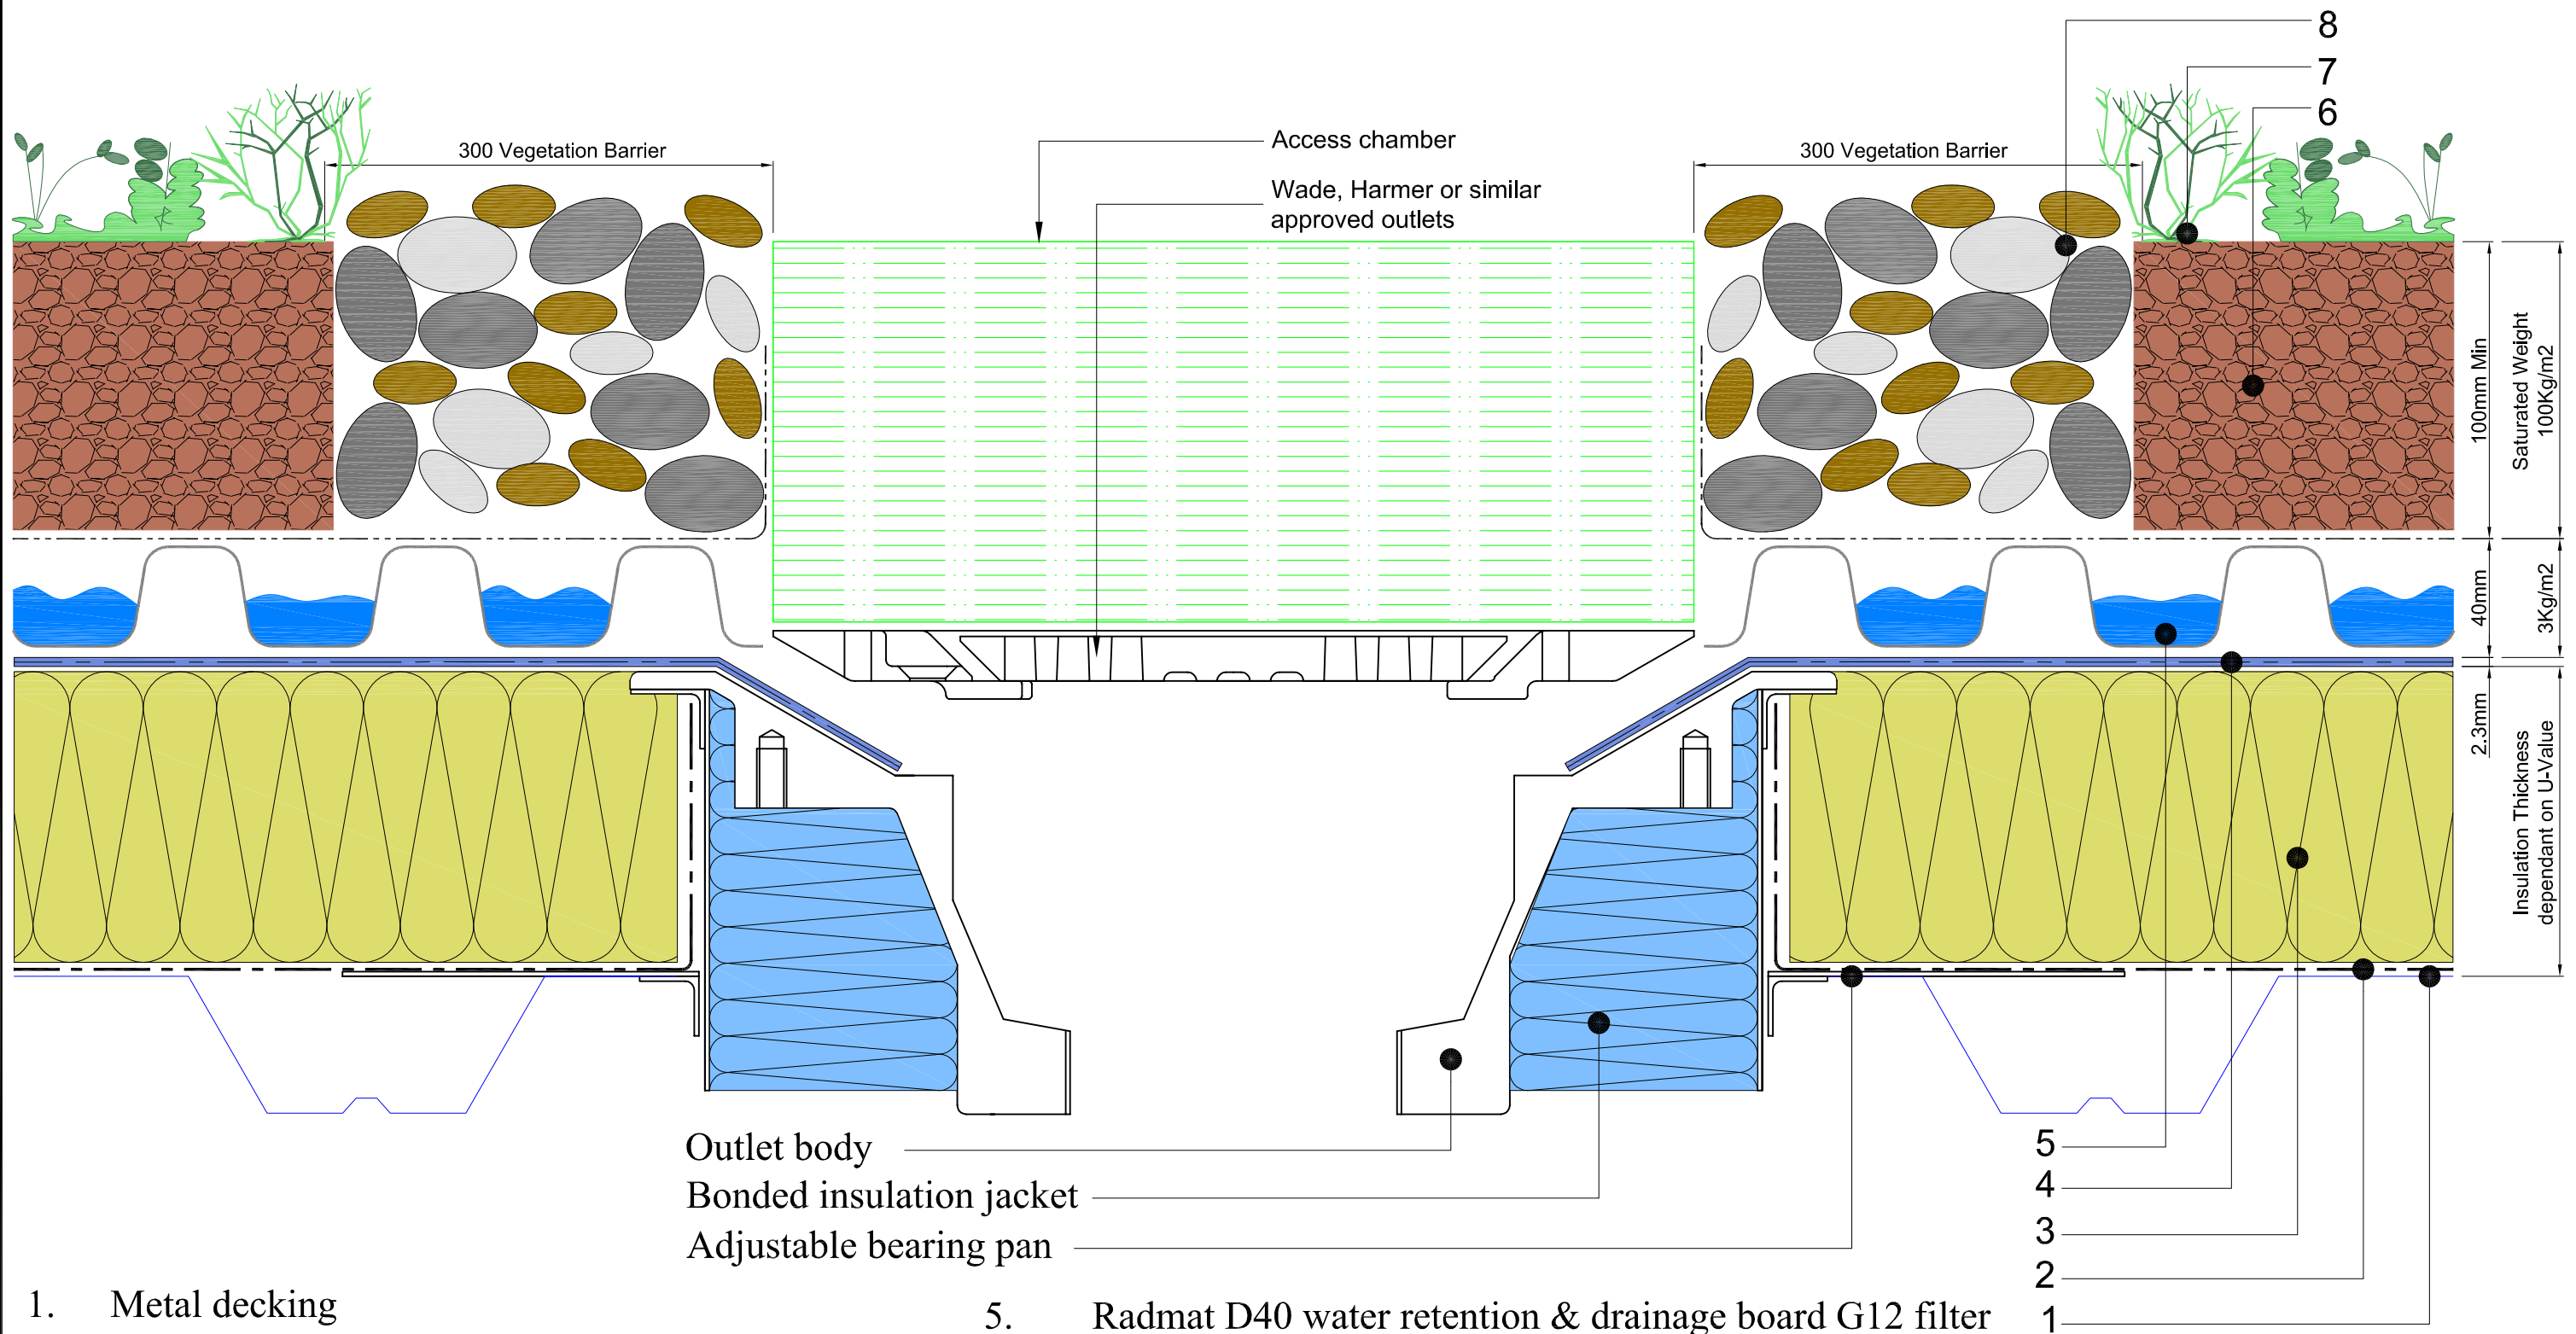 8
7
6
300 Vegetation Barrier
Access chamber
Wade, Harmer or similar
approved outlets
300 Vegetation Barrier
100mm Min
Saturated Weight
100Kg/m2
40mm
3Kg/m2
2.3mm
Insulation Thickness
dependant on U-Value
Outlet body
Bonded insulation jacket
Adjustable bearing pan
5
4
3
2
1
1. Metal decking
5. Radmat D40 water retention & drainage board G12 filter